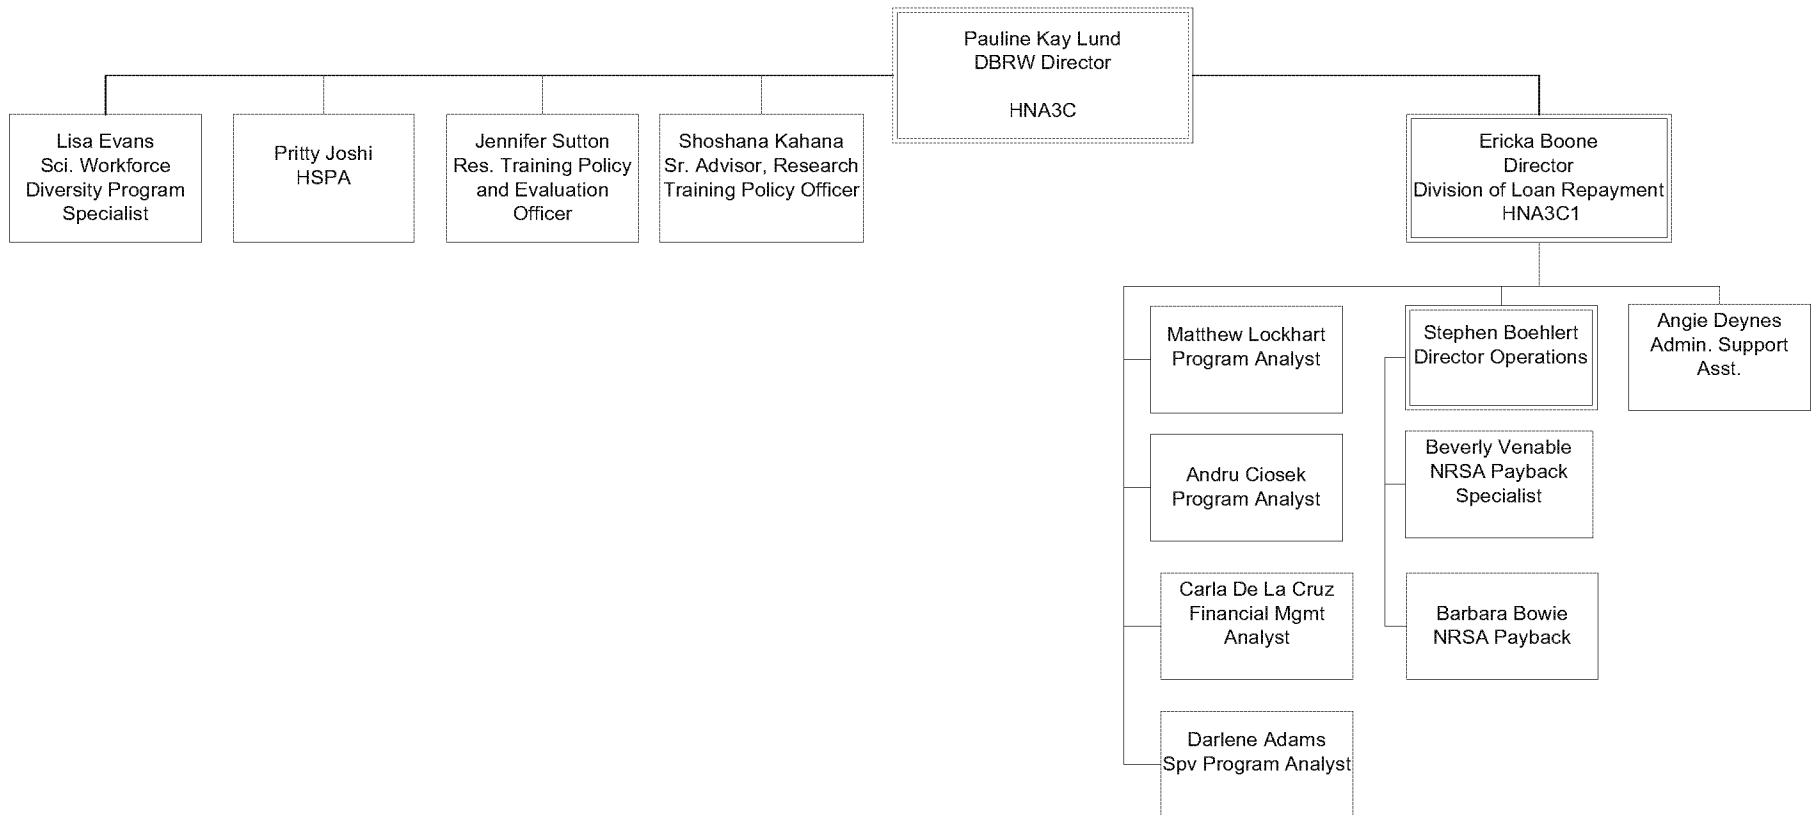 Pauline Kay Lund
DBRW Director
HNA3C
Lisa Evans
Sci. Workforce
Diversity Program
Specialist
Pritty Joshi
HSPA
Jennifer Sutton
Res. Training Policy
and Evaluation
Officer
Shoshana Kahana
Sr. Advisor, Research
Training Policy Officer
Ericka Boone
Director
Division of Loan Repayment
HNA3C1
Matthew Lockhart
Program Analyst
Stephen Boehlert
Director Operations
Angie Deynes
Admin. Support
Asst.
Andru Ciosek
Program Analyst
Beverly Venable
NRSA Payback
Specialist
Carla De La Cruz
Financial Mgmt
Analyst
Barbara Bowie
NRSA Payback
Darlene Adams
Spv Program Analyst